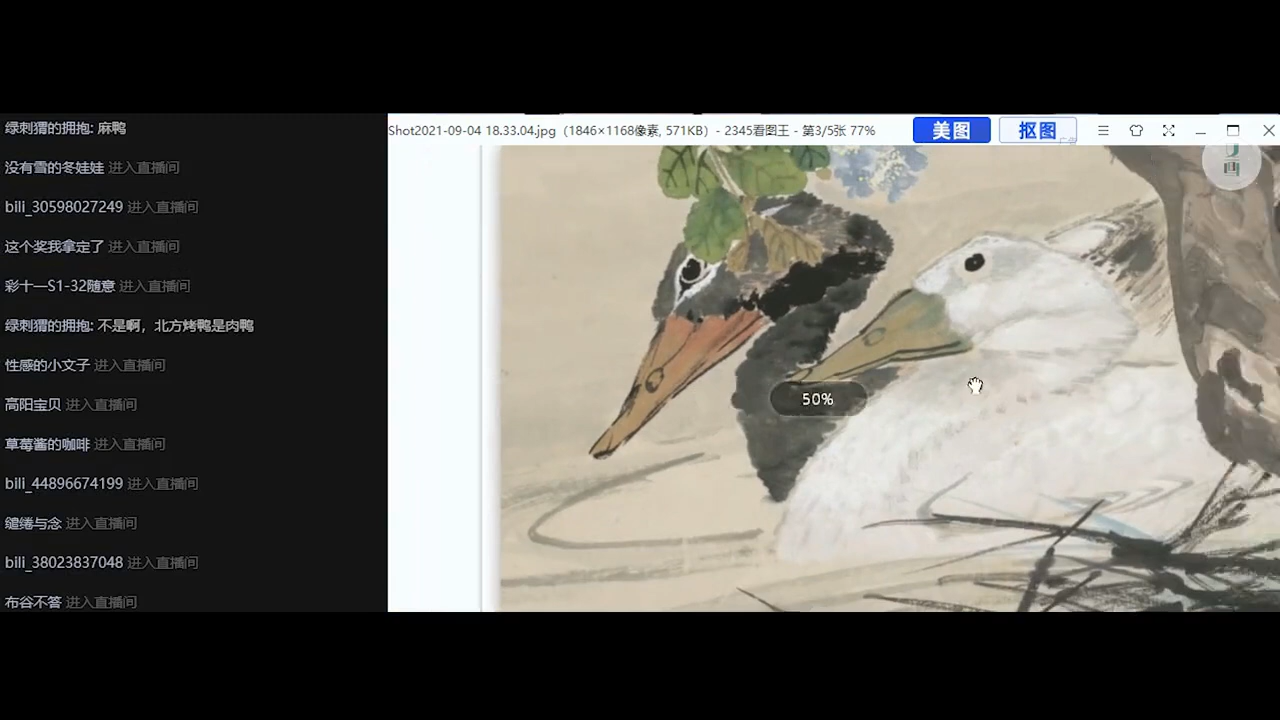 绿刺猬的拥抱: 麻鸭
没有雪的冬娃娃 进入直播间
bili_30598027249 进入直播间
这个奖我拿定了 进入直播间
彩十一S1-32随意 进入直播间
绿刺猬的拥抱: 不是啊，北方烤鸭是肉鸭
性感的小文子 进入直播间
高阳宝贝 进入直播间
草莓酱的咖啡 进入直播间
bili_44896674199 进入直播间
缱绻与念 进入直播间
bili_38023837048 进入直播间
布谷不答 进入直播间
Shot2021-09-04 18.33.04.jpg（1846×1168像素, 571KB）- 2345看图王 - 第3/5张 77%
美图
抠图
广告
画
50%